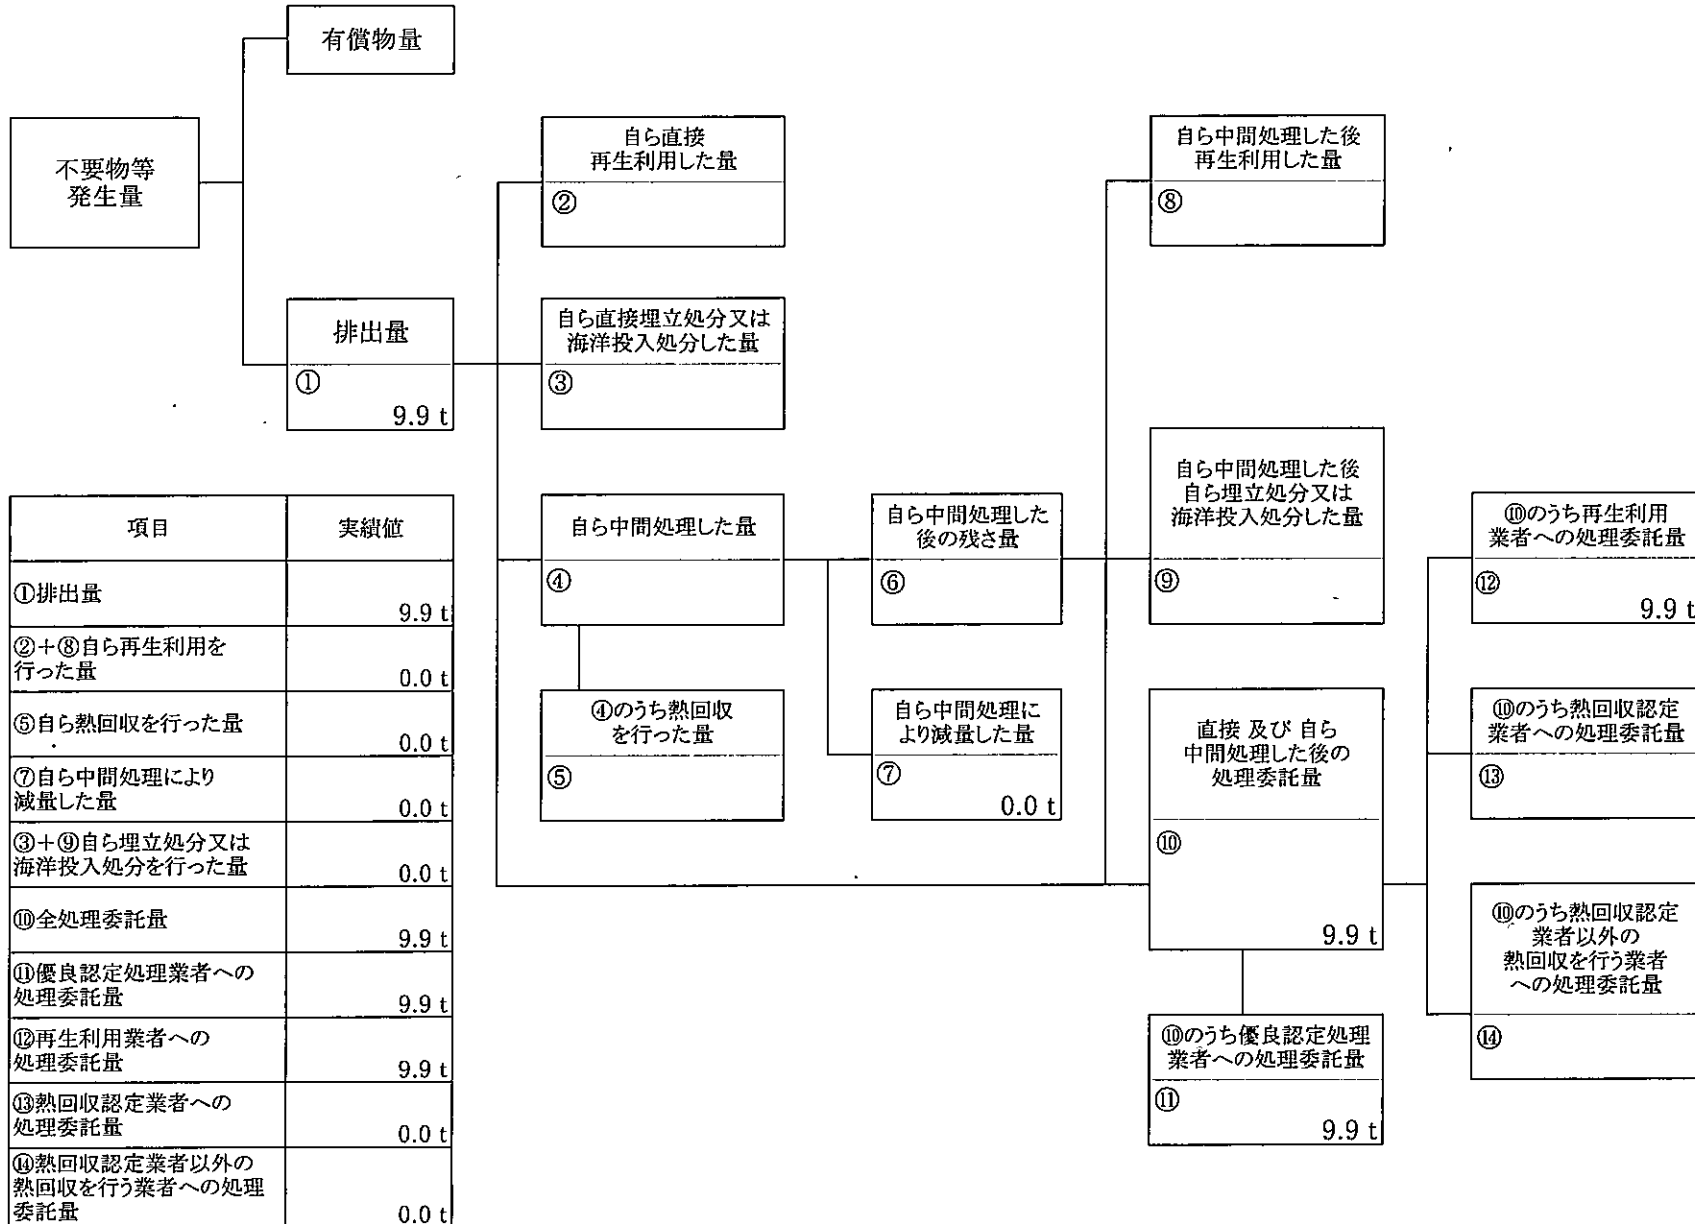 有償物量
不要物等
発生量
自ら直接
再生利用した量
②
自ら中間処理した後
再生利用した量
⑧
排出量
①
9.9 t
自ら直接埋立処分又は
海洋投入処分した量
③
自ら中間処理した量
④
自ら中間処理した
後の残さ量
⑥
自ら中間処理した後
自ら埋立処分又は
海洋投入処分した量
⑨
⑩のうち再生利用
業者への処理委託量
⑫
9.9 t
④のうち熱回収
を行った量
⑤
自ら中間処理に
より減量した量
⑦
0.0 t
直接 及び 自ら
中間処理した後の
処理委託量
⑩
9.9 t
⑩のうち熱回収認定
業者への処理委託量
⑬
⑩のうち熱回収認定
業者以外の
熱回収を行う業者
への処理委託量
⑭
⑩のうち優良認定処理
業者への処理委託量
⑪
9.9 t
項目 実績値
①排出量
9.9 t
②+⑧自ら再生利用を
行った量
0.0 t
⑤自ら熱回収を行った量
0.0 t
⑦自ら中間処理により
減量した量
0.0 t
③+⑨自ら埋立処分又は
海洋投入処分を行った量
0.0 t
⑩全処理委託量
9.9 t
⑪優良認定処理業者への
処理委託量
9.9 t
⑫再生利用業者への
処理委託量
9.9 t
⑬熱回収認定業者への
処理委託量
0.0 t
⑭熱回収認定業者以外の
熱回収を行う業者への処理
委託量
0.0 t